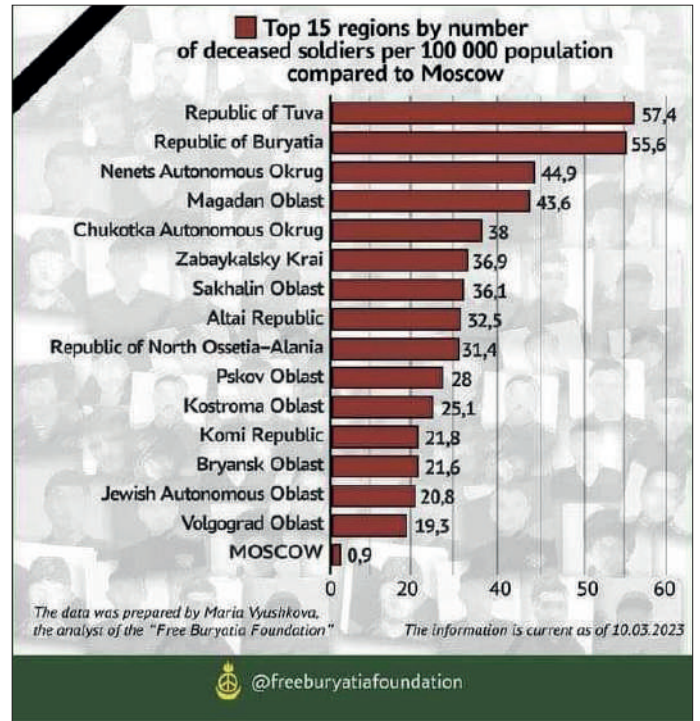 Top 15 regions by number
of deceased soldiers per 100 000 population
compared to Moscow
Republic of Tuva 57,4
Republic of Buryatia 55,6
Nenets Autonomous Okrug 44,9
Magadan Oblast 43,6
Chukotka Autonomous Okrug 38
Zabaykalsky Krai 36,9
Sakhalin Oblast 36,1
Altai Republic 32,5
Republic of North Ossetia–Alania 31,4
Pskov Oblast 28
Kostroma Oblast 25,1
Komi Republic 21,8
Bryansk Oblast 21,6
Jewish Autonomous Oblast 20,8
Volgograd Oblast 19,3
MOSCOW 0,9
0 20 40 50 60
The data was prepared by Maria Vyushkova,
the analyst of the "Free Buryatia Foundation"
The information is current as of 10.03.2023
@freeburyatiafoundation